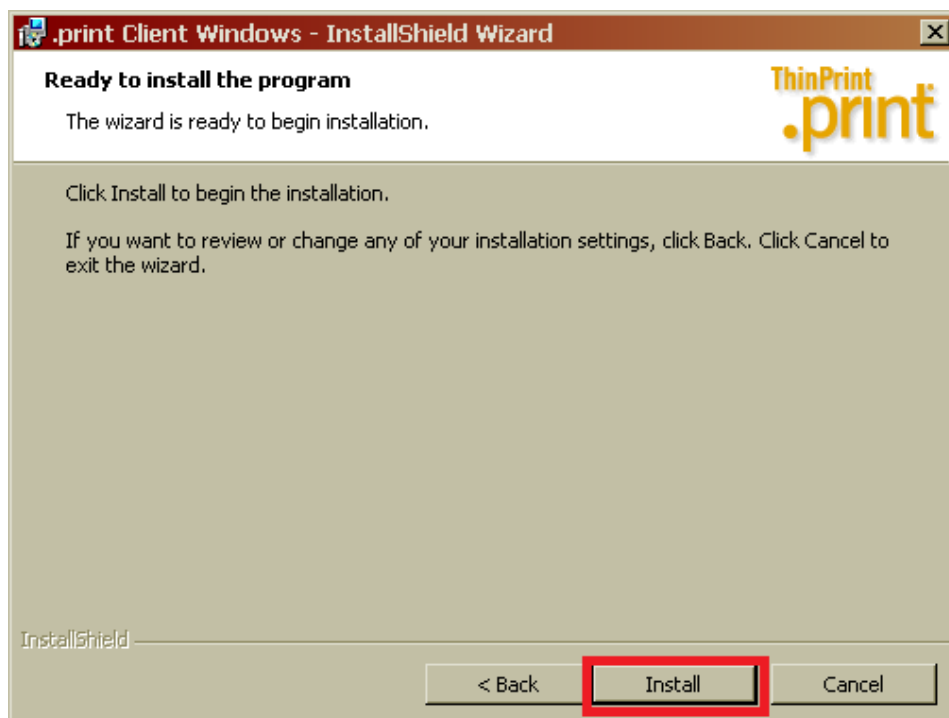 .print Client Windows - InstallShield Wizard
Ready to install the program
The wizard is ready to begin installation.
ThinPrint
.print
Click Install to begin the installation.
If you want to review or change any of your installation settings, click Back. Click Cancel to
exit the wizard.
InstallShield
< Back
Install
Cancel